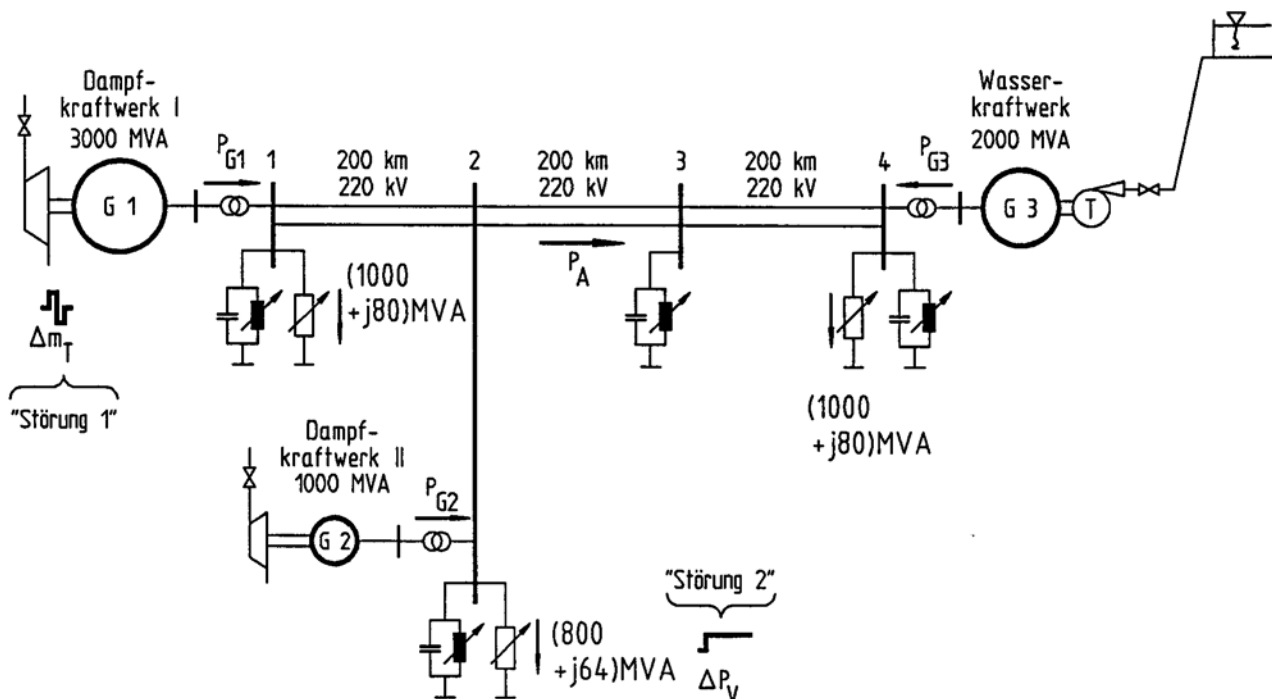 Dampf-
kraftwerk I
3000 MVA
G 1
P_G1
1
200 km
220 kV
2
200 km
220 kV
3
200 km
220 kV
4
P_G3
Wasser-
kraftwerk
2000 MVA
G 3
T
P_A
(1000
+j80)MVA
Δm_T
"Störung 1"
(1000
+j80)MVA
Dampf-
kraftwerk II
1000 MVA
P_G2
G 2
(800
+j64)MVA
"Störung 2"
ΔP_V